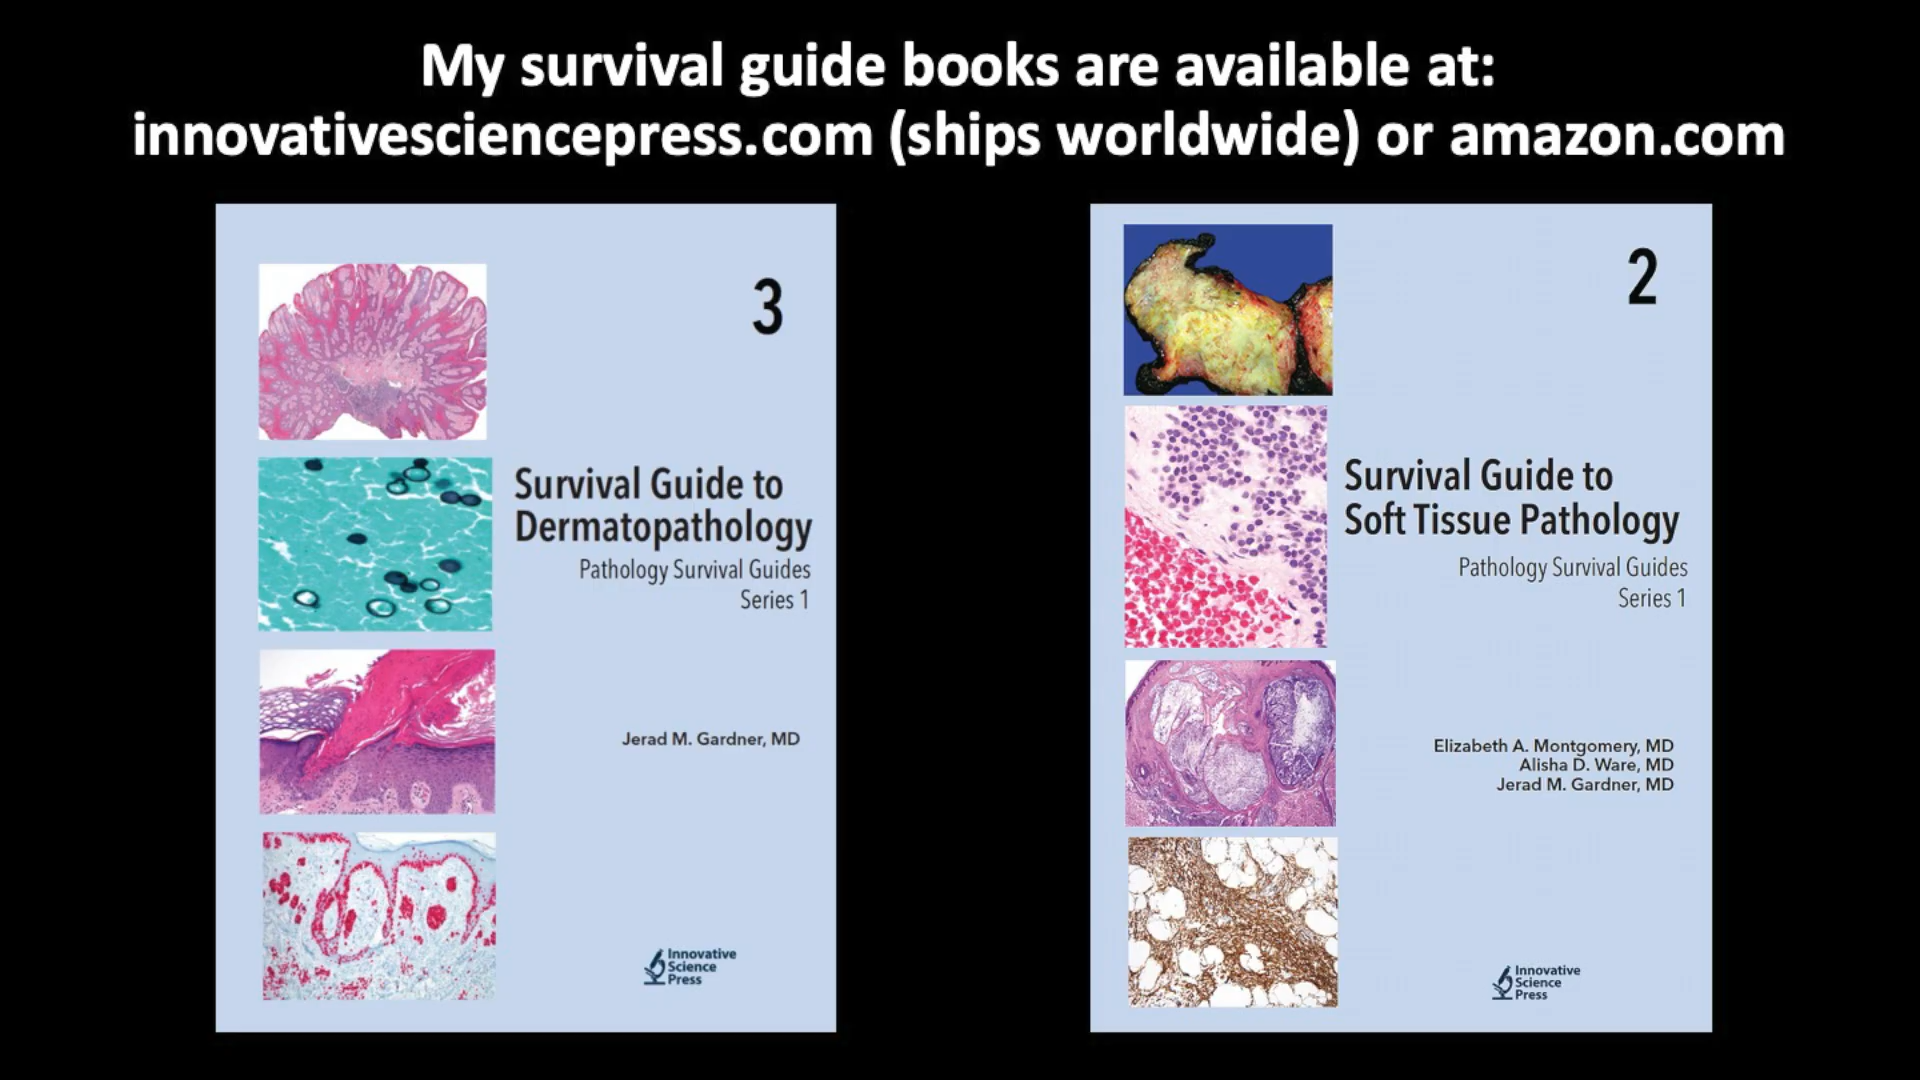 My survival guide books are available at:
innovativesciencepress.com (ships worldwide) or amazon.com
3
Survival Guide to
Dermatopathology
Pathology Survival Guides
Series 1
Jerad M. Gardner, MD
Innovative
Science
Press
2
Survival Guide to
Soft Tissue Pathology
Pathology Survival Guides
Series 1
Elizabeth A. Montgomery, MD
Alisha D. Ware, MD
Jerad M. Gardner, MD
Innovative
Science
Press